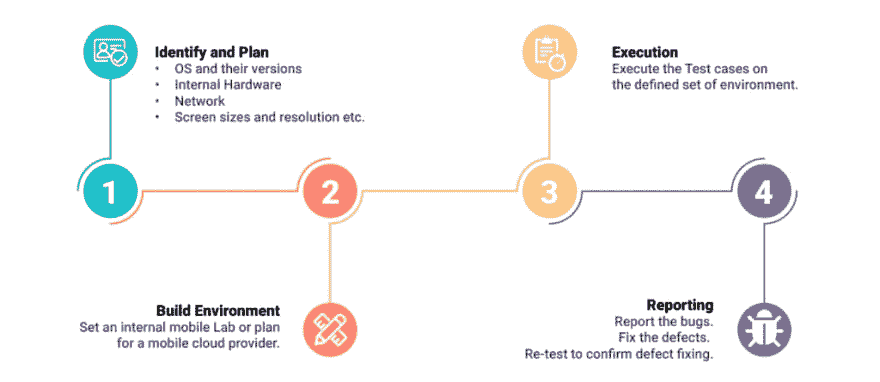 Identify and Plan
• OS and their versions
• Internal Hardware
• Network
• Screen sizes and resolution etc.
Execution
Execute the Test cases on
the defined set of environment.
1
2
3
4
Build Environment
Set an internal mobile Lab or plan
for a mobile cloud provider.
Reporting
Report the bugs.
Fix the defects.
Re-test to confirm defect fixing.